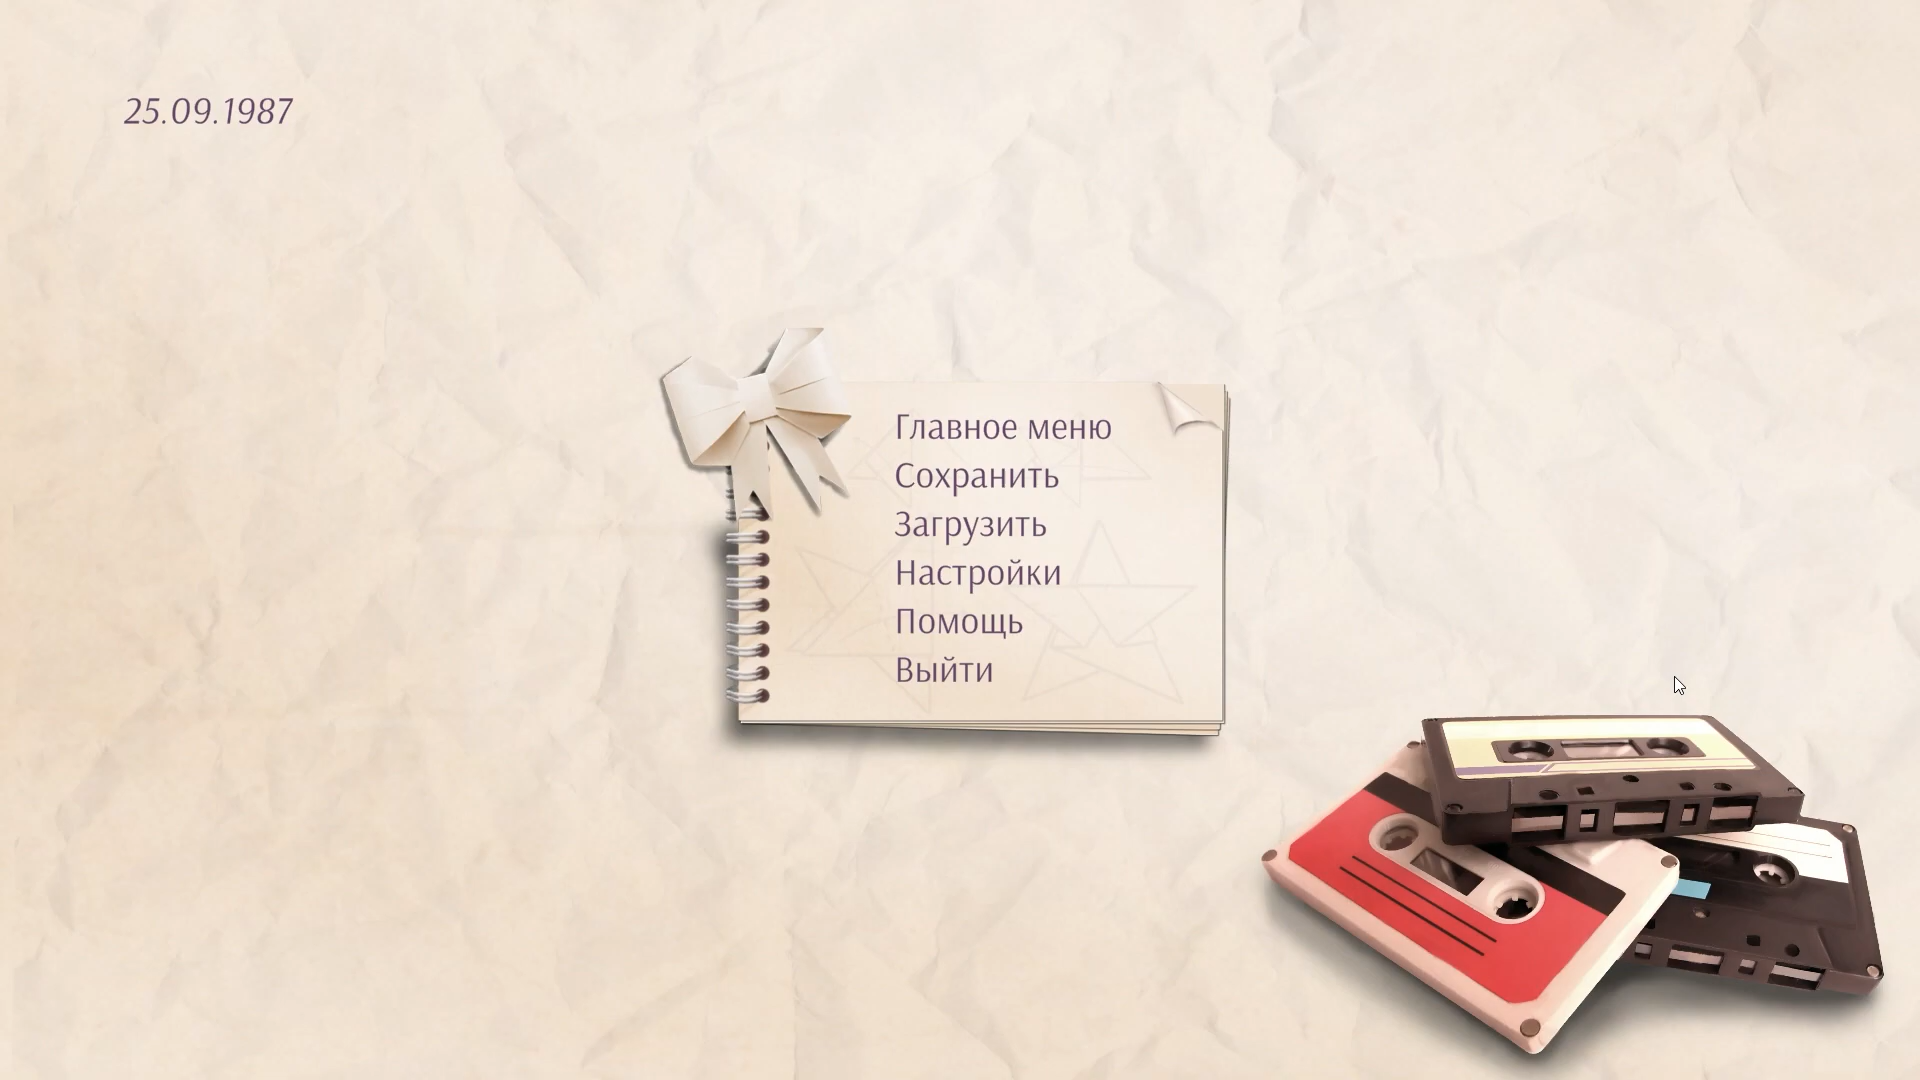 25.09.1987
Главное меню
Сохранить
Загрузить
Настройки
Помощь
Выйти